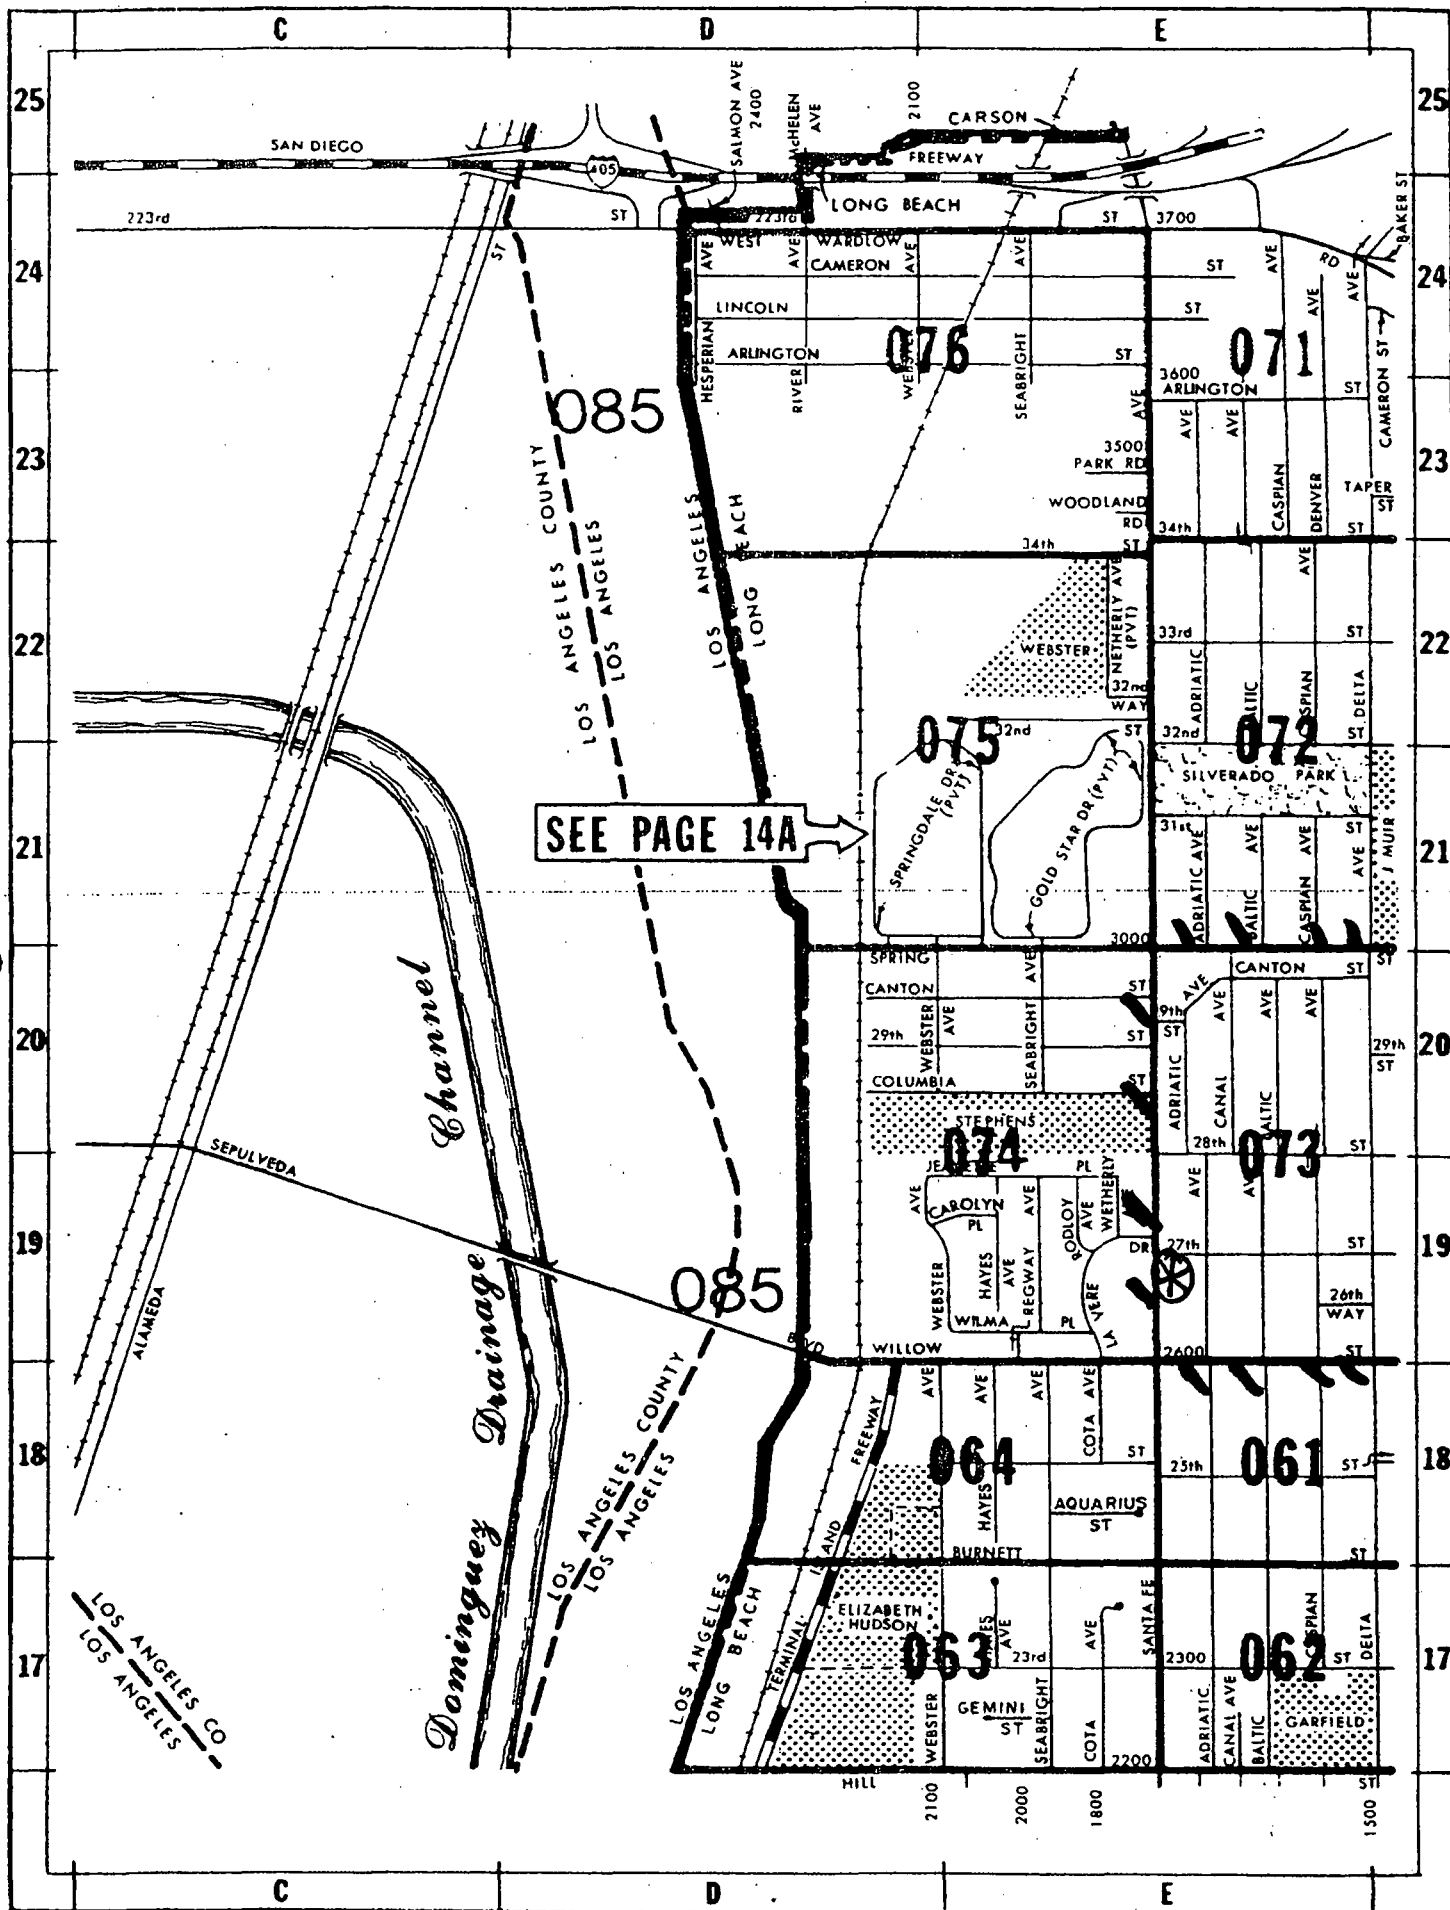 C D E
25 25
SAN DIEGO
405
SALMON AVE
2400
McHELEN
AVE
2100
CARSON
FREEWAY
LONG BEACH
BAKER ST
223rd ST
223rd ST 3700
24 24
ST
WEST WARDLOW RD
AVE AVE AVE AVE AVE AVE AVE
CAMERON ST
LINCOLN ST
ARLINGTON ST
HESPERIAN
RIVER
WEBSTER
SEABRIGHT
076
071
3600
ARLINGTON ST
CAMERON ST
AVE AVE AVE
085
23 23
3500
PARK RD
WOODLAND
RD
CASPIAN
DENVER
TAPER
ST
LOS ANGELES COUNTY
LOS ANGELES
LOS ANGELES
LONG BEACH
34th ST
34th ST
22 22
WEBSTER
NETHERLY AVE
(PVT)
32nd
WAY
33rd ST
ADRIATIC
AVE AVE
DELTA
075
32nd ST
32nd ST
072
SILVERADO PARK
SEE PAGE 14A
SPRINGDALE DR
(PVT)
GOLD STAR DR (PVT)
31st ST
MUIR
21 21
ADRIATIC AVE
BALTIC AVE
CASPIAN AVE
AVE
3000
SPRING ST
CANTON ST
CANTON ST
WEBSTER AVE
SEABRIGHT AVE
AVE AVE AVE AVE
20 20
29th ST
9th
ST
29th
ST
COLUMBIA ST
ADRIATIC
CANAL
STEPHENS
074
28th ST
073
PL
CAROLYN
PL
AVE AVE AVE
RODLOY
WETHERLY
AVE
19 19
DR
27th ST
WEBSTER
HAYES
AVE
REGWAY
LA VERE
WILMA PL
26th
WAY
SEPULVEDA
BLVD
WILLOW 2600 ST
ALAMEDA
085
Dominguez Drainage Channel
LOS ANGELES COUNTY
LOS ANGELES
18 18
FREEWAY
AVE AVE AVE AVE
COTA
064
ST
25th ST
061
HAYES
AQUARIUS
ST
BURNETT ST
17 17
LOS ANGELES CO
LOS ANGELES
LOS ANGELES
LONG BEACH
TERMINAL ISLAND
ELIZABETH
HUDSON
063
AVE
AVE
23rd
SANTA FE
2300 ST
062
DELTA
WEBSTER
GEMINI
ST
SEABRIGHT
COTA
2200
ADRIATIC
CANAL AVE
BALTIC
GARFIELD
HILL ST
2100
2000
1800
1500
C D E